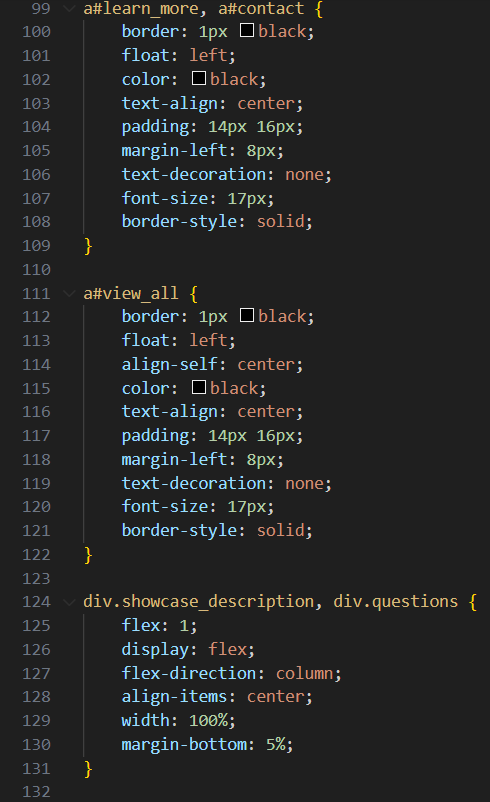 99 a#learn_more, a#contact {
100 border: 1px black;
101 float: left;
102 color: black;
103 text-align: center;
104 padding: 14px 16px;
105 margin-left: 8px;
106 text-decoration: none;
107 font-size: 17px;
108 border-style: solid;
109 }
110
111 a#view_all {
112 border: 1px black;
113 float: left;
114 align-self: center;
115 color: black;
116 text-align: center;
117 padding: 14px 16px;
118 margin-left: 8px;
119 text-decoration: none;
120 font-size: 17px;
121 border-style: solid;
122 }
123
124 div.showcase_description, div.questions {
125 flex: 1;
126 display: flex;
127 flex-direction: column;
128 align-items: center;
129 width: 100%;
130 margin-bottom: 5%;
131 }
132